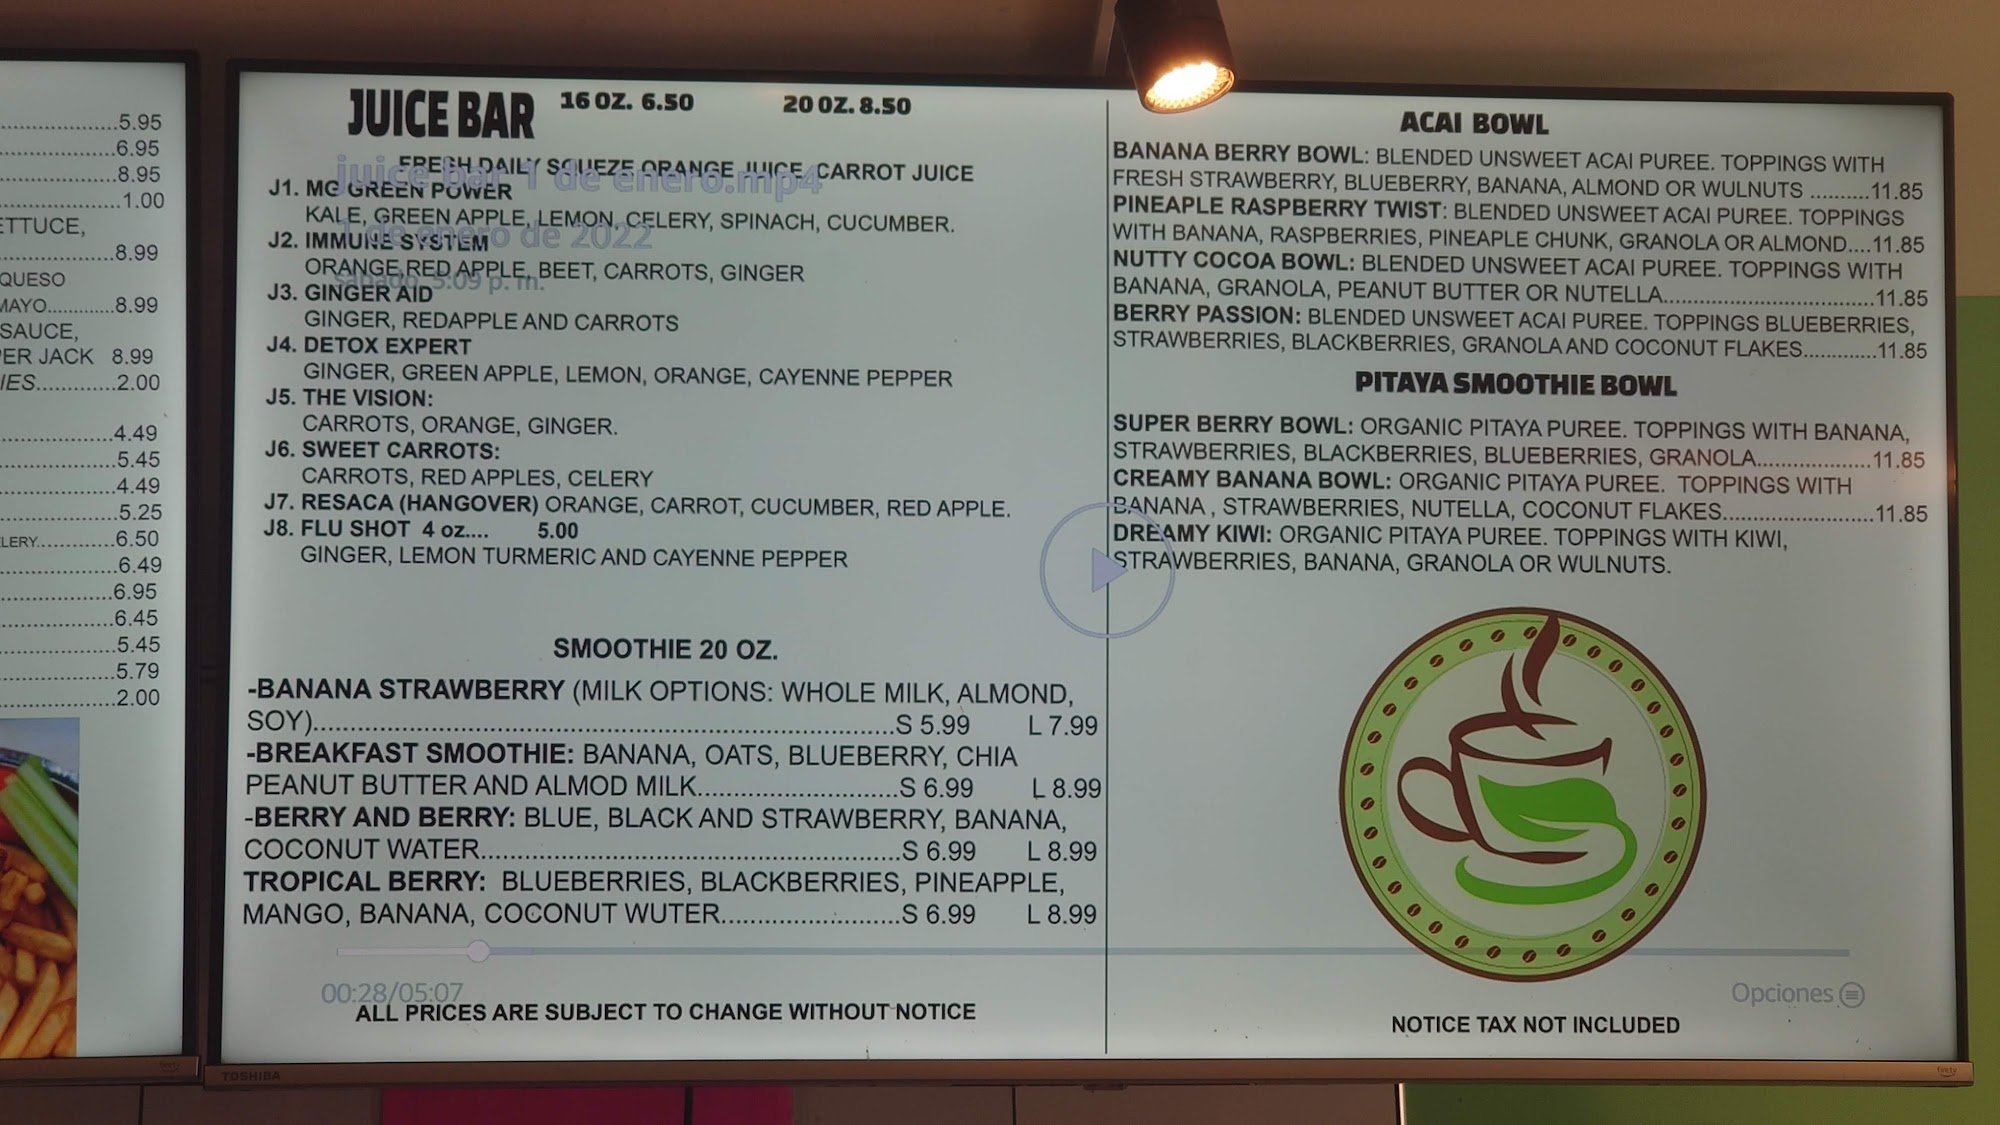 .....5.95
.....6.95
.....8.95
.....1.00
ETTUCE,
.....8.99
QUESO
MAYO.....8.99
SAUCE,
PER JACK 8.99
IES.....2.00
.....4.49
.....5.45
.....4.49
.....5.25
LERY.....6.50
.....6.49
.....6.95
.....6.45
.....5.45
.....5.79
.....2.00
JUICE BAR 16 OZ. 6.50 20 OZ. 8.50
FRESH DAILY SQUEZE ORANGE JUICE, CARROT JUICE
juice bar 1 de enero.mp4
J1. MG GREEN POWER
KALE, GREEN APPLE, LEMON, CELERY, SPINACH, CUCUMBER.
1 de enero de 2022
J2. IMMUNE SYSTEM
ORANGE,RED APPLE, BEET, CARROTS, GINGER
sábado, 5:09 p. m.
J3. GINGER AID
GINGER, REDAPPLE AND CARROTS
J4. DETOX EXPERT
GINGER, GREEN APPLE, LEMON, ORANGE, CAYENNE PEPPER
J5. THE VISION:
CARROTS, ORANGE, GINGER.
J6. SWEET CARROTS:
CARROTS, RED APPLES, CELERY
J7. RESACA (HANGOVER) ORANGE, CARROT, CUCUMBER, RED APPLE.
J8. FLU SHOT 4 oz.... 5.00
GINGER, LEMON TURMERIC AND CAYENNE PEPPER
SMOOTHIE 20 OZ.
-BANANA STRAWBERRY (MILK OPTIONS: WHOLE MILK, ALMOND,
SOY).....S 5.99 L 7.99
-BREAKFAST SMOOTHIE: BANANA, OATS, BLUEBERRY, CHIA
PEANUT BUTTER AND ALMOD MILK.....S 6.99 L 8.99
-BERRY AND BERRY: BLUE, BLACK AND STRAWBERRY, BANANA,
COCONUT WATER.....S 6.99 L 8.99
TROPICAL BERRY: BLUEBERRIES, BLACKBERRIES, PINEAPPLE,
MANGO, BANANA, COCONUT WUTER.....S 6.99 L 8.99
00:28/05:07
ALL PRICES ARE SUBJECT TO CHANGE WITHOUT NOTICE
ACAI BOWL
BANANA BERRY BOWL: BLENDED UNSWEET ACAI PUREE. TOPPINGS WITH
FRESH STRAWBERRY, BLUEBERRY, BANANA, ALMOND OR WULNUTS ..........11.85
PINEAPLE RASPBERRY TWIST: BLENDED UNSWEET ACAI PUREE. TOPPINGS
WITH BANANA, RASPBERRIES, PINEAPLE CHUNK, GRANOLA OR ALMOND....11.85
NUTTY COCOA BOWL: BLENDED UNSWEET ACAI PUREE. TOPPINGS WITH
BANANA, GRANOLA, PEANUT BUTTER OR NUTELLA.....11.85
BERRY PASSION: BLENDED UNSWEET ACAI PUREE. TOPPINGS BLUEBERRIES,
STRAWBERRIES, BLACKBERRIES, GRANOLA AND COCONUT FLAKES............11.85
PITAYA SMOOTHIE BOWL
SUPER BERRY BOWL: ORGANIC PITAYA PUREE. TOPPINGS WITH BANANA,
STRAWBERRIES, BLACKBERRIES, BLUEBERRIES, GRANOLA.....11.85
CREAMY BANANA BOWL: ORGANIC PITAYA PUREE. TOPPINGS WITH
BANANA , STRAWBERRIES, NUTELLA, COCONUT FLAKES.....11.85
DREAMY KIWI: ORGANIC PITAYA PUREE. TOPPINGS WITH KIWI,
STRAWBERRIES, BANANA, GRANOLA OR WULNUTS.
Opciones
NOTICE TAX NOT INCLUDED
TOSHIBA
firetv
firetv